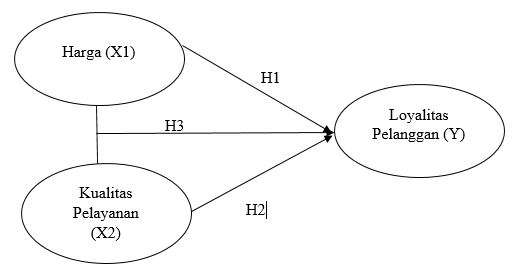 Harga (X1)
H1
Loyalitas
Pelanggan (Y)
H3
Kualitas
Pelayanan
(X2)
H2